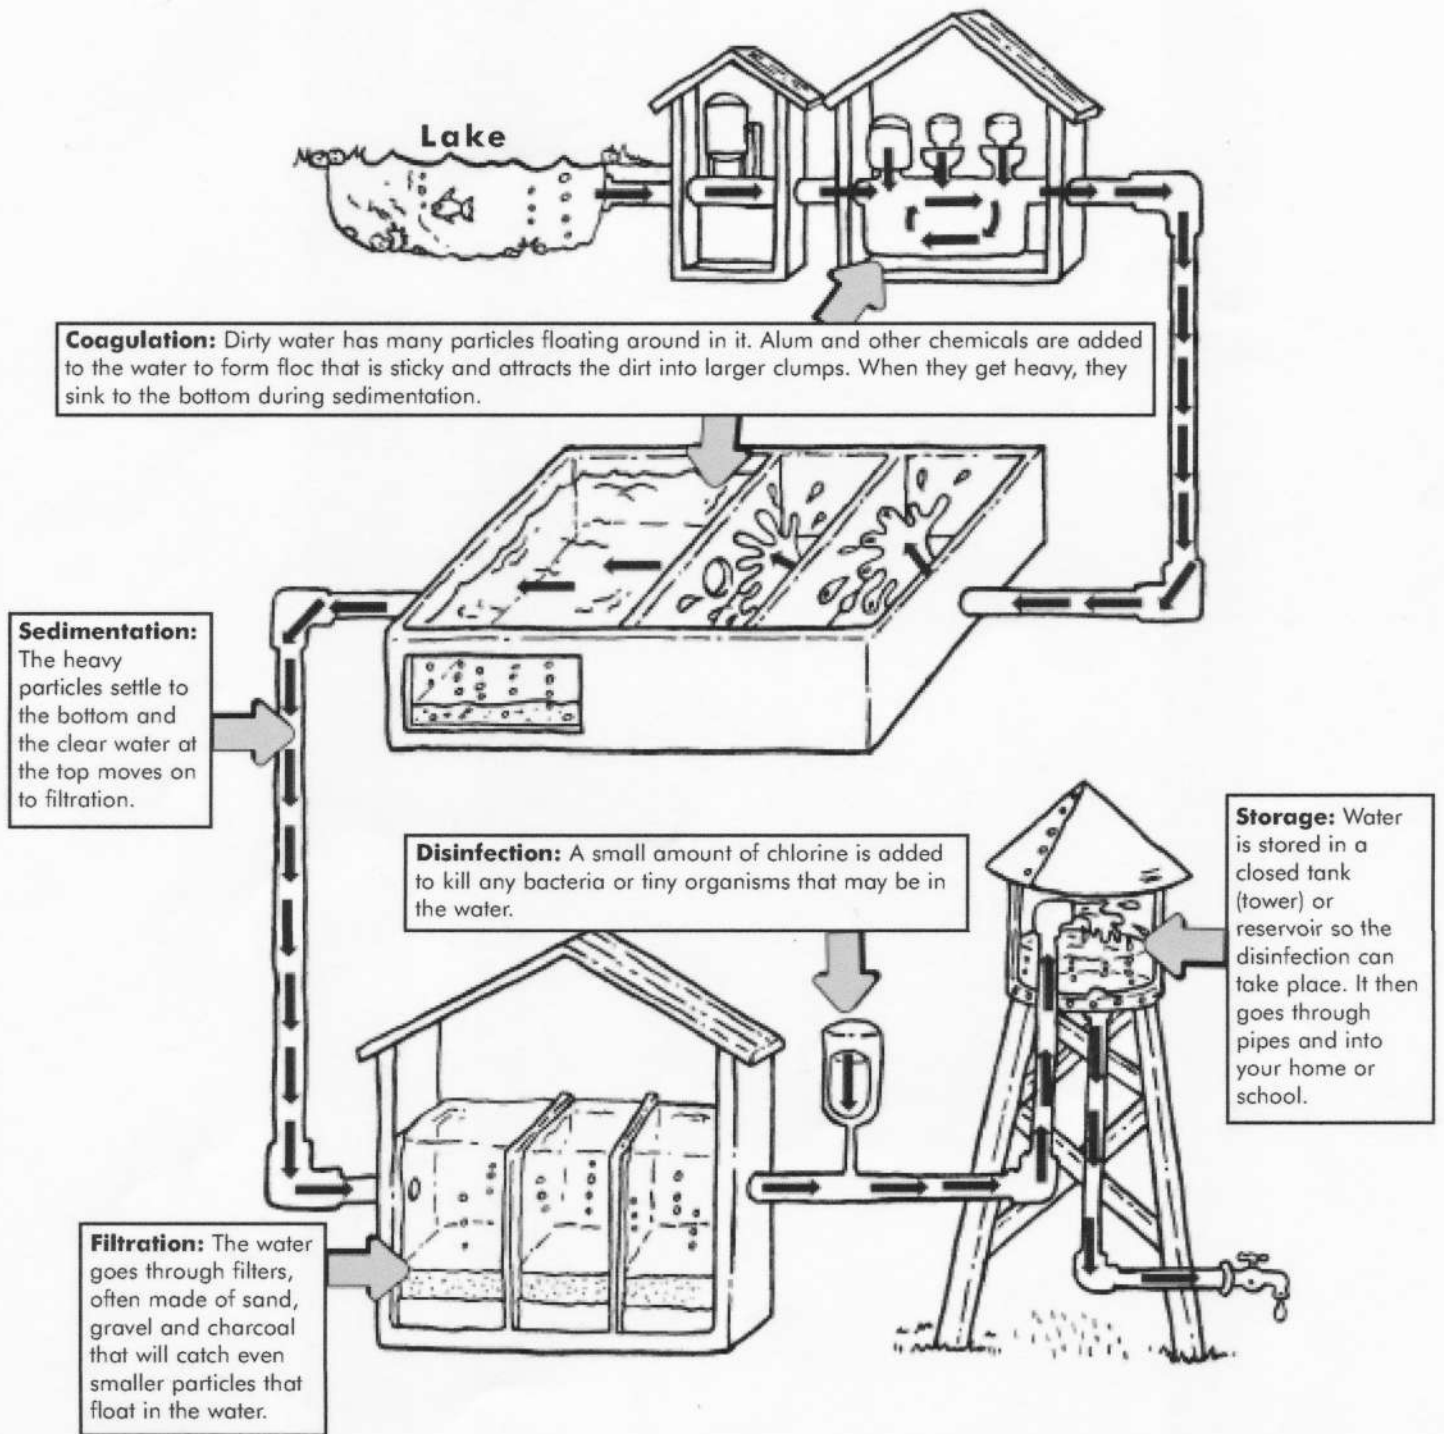 Lake
Coagulation: Dirty water has many particles floating around in it. Alum and other chemicals are added
to the water to form floc that is sticky and attracts the dirt into larger clumps. When they get heavy, they
sink to the bottom during sedimentation.
Sedimentation:
The heavy
particles settle to
the bottom and
the clear water at
the top moves on
to filtration.
Disinfection: A small amount of chlorine is added
to kill any bacteria or tiny organisms that may be in
the water.
Storage: Water
is stored in a
closed tank
(tower) or
reservoir so the
disinfection can
take place. It then
goes through
pipes and into
your home or
school.
Filtration: The water
goes through filters,
often made of sand,
gravel and charcoal
that will catch even
smaller particles that
float in the water.